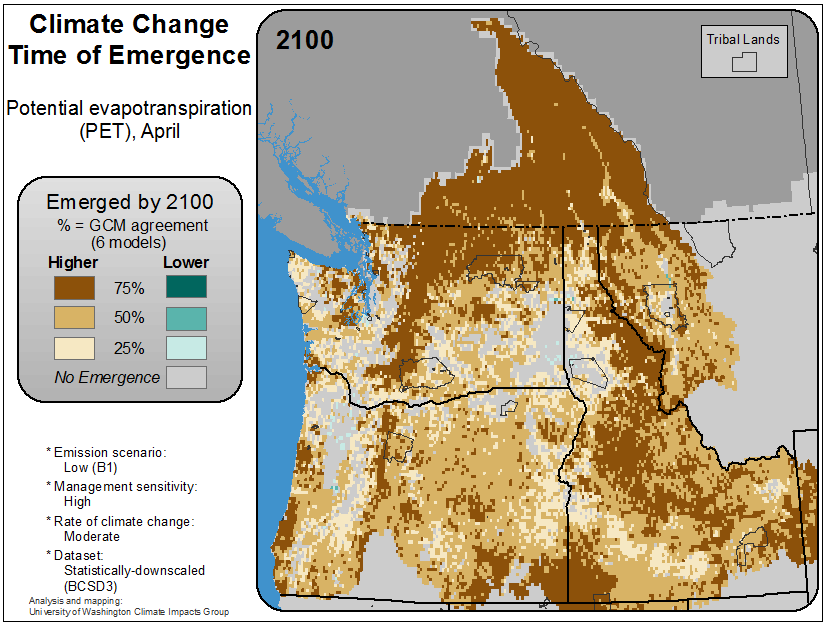 Climate Change
Time of Emergence
Potential evapotranspiration
(PET), April
Emerged by 2100
% = GCM agreement
(6 models)
Higher Lower
75%
50%
25%
No Emergence
* Emission scenario:
Low (B1)
* Management sensitivity:
High
* Rate of climate change:
Moderate
* Dataset:
Statistically-downscaled
(BCSD3)
Analysis and mapping:
University of Washington Climate Impacts Group
2100
Tribal Lands